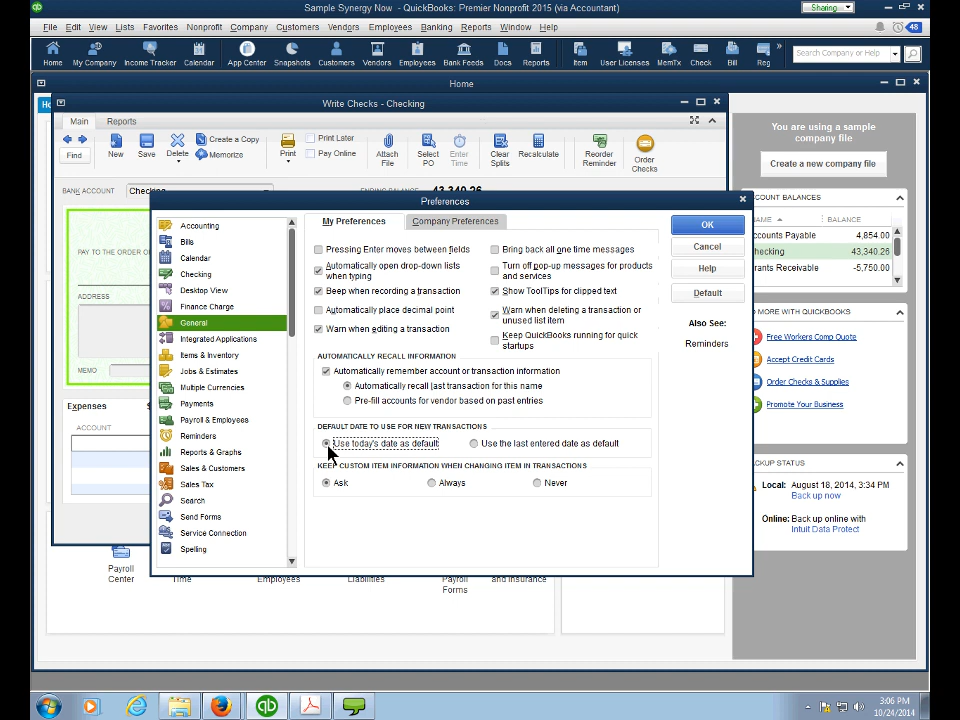 Sample Synergy Now - QuickBooks: Premier Nonprofit 2015 (via Accountant)
Sharing
File Edit View Lists Favorites Nonprofit Company Customers Vendors Employees Banking Reports Window Help
48
Home My Company Income Tracker Calendar App Center Snapshots Customers Vendors Employees Bank Feeds Docs Reports Item User Licenses MemTx Check Bill Reg
Search Company or Help
Home
Write Checks - Checking
Main Reports
Find
New
Save
Delete
Create a Copy
Memorize
Print
Print Later
Pay Online
Attach File
Select PO
Enter Time
Clear Splits
Recalculate
Reorder Reminder
Order Checks
BANK ACCOUNT Checking
43,340.26
PAY TO THE ORDER OF
ADDRESS
MEMO
Expenses
ACCOUNT
Preferences
Accounting
Bills
Calendar
Checking
Desktop View
Finance Charge
General
Integrated Applications
Items & Inventory
Jobs & Estimates
Multiple Currencies
Payments
Payroll & Employees
Reminders
Reports & Graphs
Sales & Customers
Sales Tax
Search
Send Forms
Service Connection
Spelling
My Preferences Company Preferences
Pressing Enter moves between fields
Automatically open drop-down lists
when typing
Beep when recording a transaction
Automatically place decimal point
Warn when editing a transaction
Bring back all one time messages
Turn off pop-up messages for products
and services
Show ToolTips for clipped text
Warn when deleting a transaction or
unused list item
Keep QuickBooks running for quick
startups
AUTOMATICALLY RECALL INFORMATION
Automatically remember account or transaction information
Automatically recall last transaction for this name
Pre-fill accounts for vendor based on past entries
DEFAULT DATE TO USE FOR NEW TRANSACTIONS
Use today's date as default Use the last entered date as default
KEEP CUSTOM ITEM INFORMATION WHEN CHANGING ITEM IN TRANSACTIONS
Ask Always Never
OK
Cancel
Help
Default
Also See:
Reminders
You are using a sample
company file
Create a new company file
COUNT BALANCES
NAME BALANCE
counts Payable 4,854.00
hecking 43,340.26
rants Receivable -5,750.00
MORE WITH QUICKBOOKS
Free Workers Comp Quote
Accept Credit Cards
Order Checks & Supplies
Promote Your Business
CKUP STATUS
Local: August 18, 2014, 3:34 PM
Back up now
Online: Back up online with
Intuit Data Protect
Payroll
Center
Time
Employees
Liabilities
Payroll
Forms
and Insurance
3:06 PM
10/24/2014